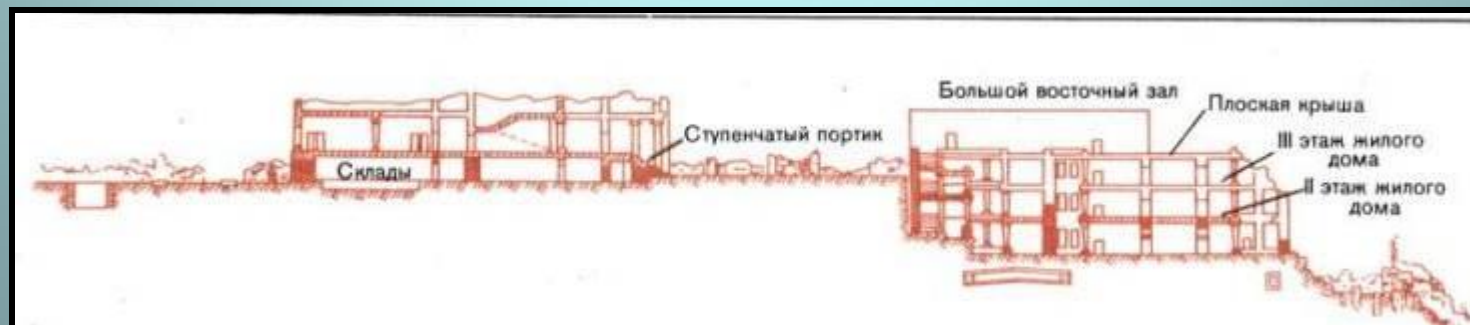 Большой восточный зал
Плоская крыша
Ступенчатый портик
III этаж жилого
дома
Склады
II этаж жилого
дома